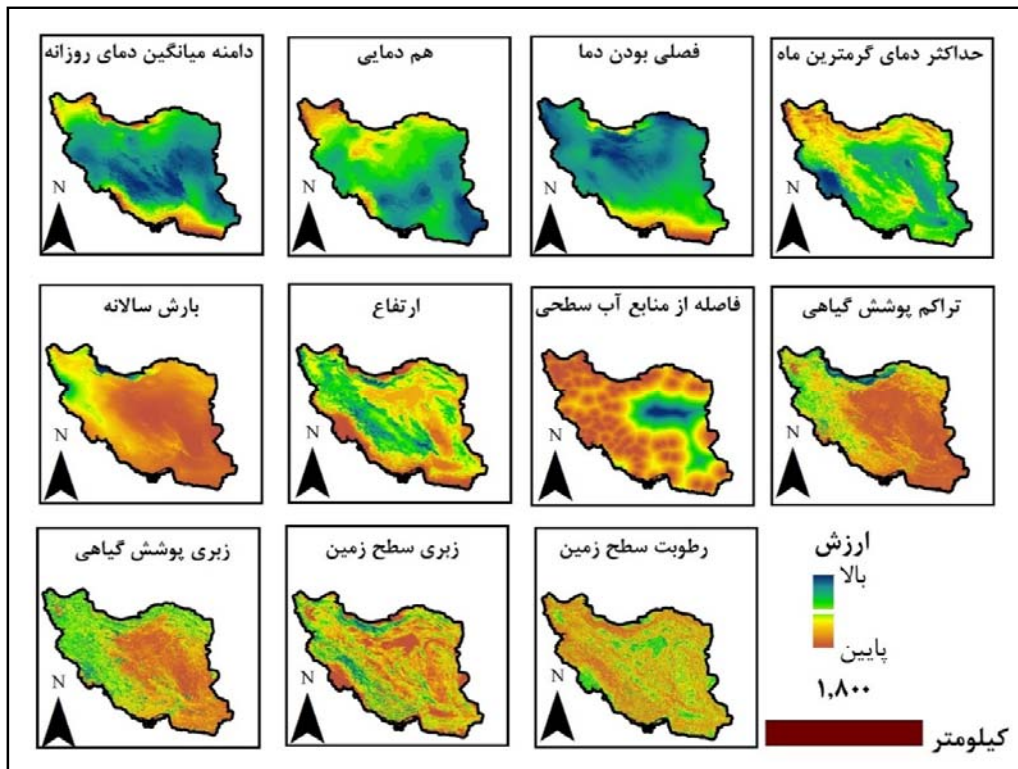 حداکثر دمای گرمترین ماه
فصلی بودن دما
هم دمایی
دامنه میانگین دمای روزانه
N
N
N
N
تراکم پوشش گیاهی
فاصله از منابع آب سطحی
ارتفاع
بارش سالانه
N
N
N
N
رطوبت سطح زمین
زبری سطح زمین
زبری پوشش گیاهی
N
N
N
ارزش
بالا
پایین
۱,۸۰۰
کیلومتر